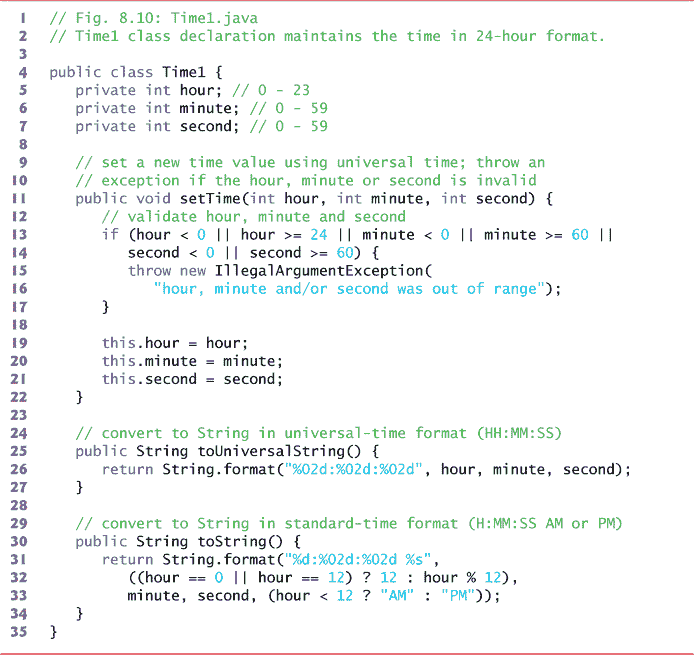 1 // Fig. 8.10: Time1.java
2 // Time1 class declaration maintains the time in 24-hour format.
3
4 public class Time1 {
5    private int hour; // 0 - 23
6    private int minute; // 0 - 59
7    private int second; // 0 - 59
8
9    // set a new time value using universal time; throw an
10    // exception if the hour, minute or second is invalid
11    public void setTime(int hour, int minute, int second) {
12       // validate hour, minute and second
13       if (hour < 0 || hour >= 24 || minute < 0 || minute >= 60 ||
14          second < 0 || second >= 60) {
15          throw new IllegalArgumentException(
16             "hour, minute and/or second was out of range");
17       }
18
19       this.hour = hour;
20       this.minute = minute;
21       this.second = second;
22    }
23
24    // convert to String in universal-time format (HH:MM:SS)
25    public String toUniversalString() {
26       return String.format("%02d:%02d:%02d", hour, minute, second);
27    }
28
29    // convert to String in standard-time format (H:MM:SS AM or PM)
30    public String toString() {
31       return String.format("%d:%02d:%02d %s",
32          ((hour == 0 || hour == 12) ? 12 : hour % 12),
33          minute, second, (hour < 12 ? "AM" : "PM"));
34    }
35 }